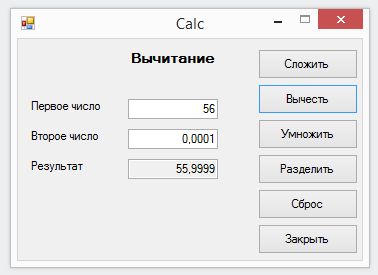 Calc
Вычитание
Первое число 56
Второе число 0,0001
Результат 55,9999
Сложить
Вычесть
Умножить
Разделить
Сброс
Закрыть